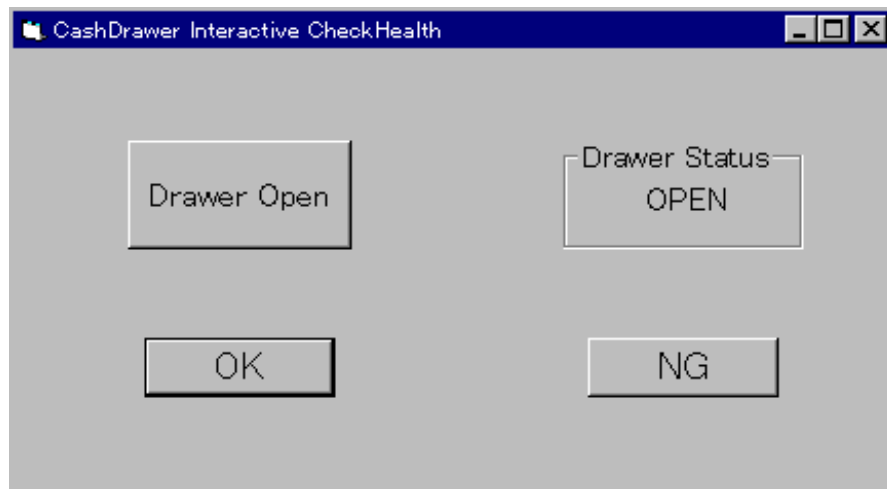 CashDrawer Interactive CheckHealth
Drawer Open
Drawer Status
OPEN
OK
NG